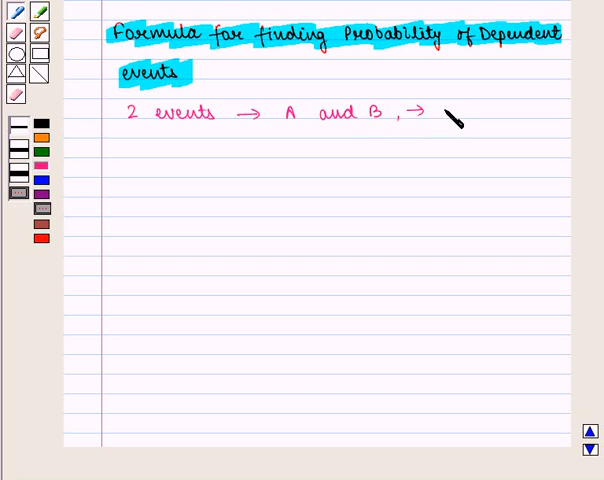 Formula for finding Probability of Dependent
events
2 events → A and B, →